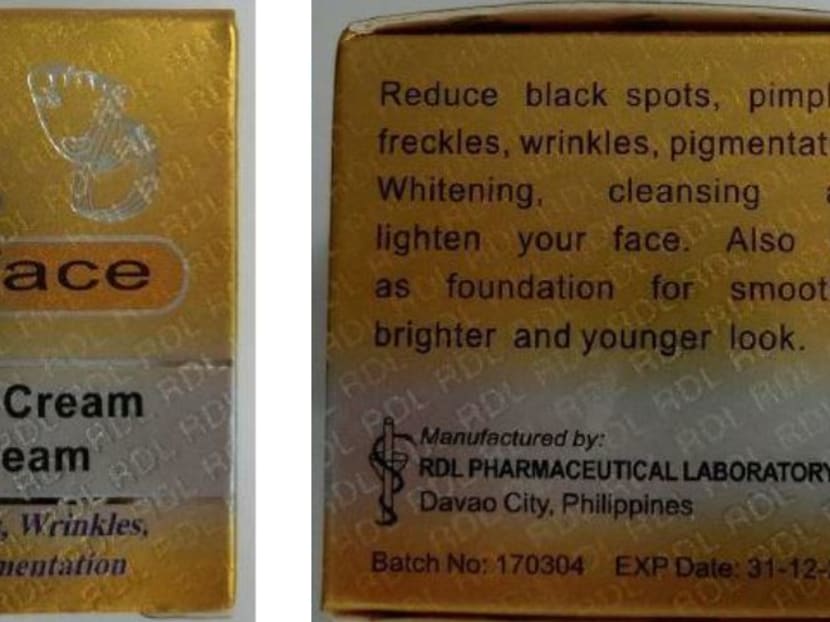 ace
Cream
eam
, Wrinkles,
mentation
Reduce black spots, pimpl
freckles, wrinkles, pigmentat
Whitening, cleansing a
lighten your face. Also
as foundation for smoot
brighter and younger look.
Manufactured by:
RDL PHARMACEUTICAL LABORATORY
Davao City, Philippines
Batch No: 170304 EXP Date: 31-12-